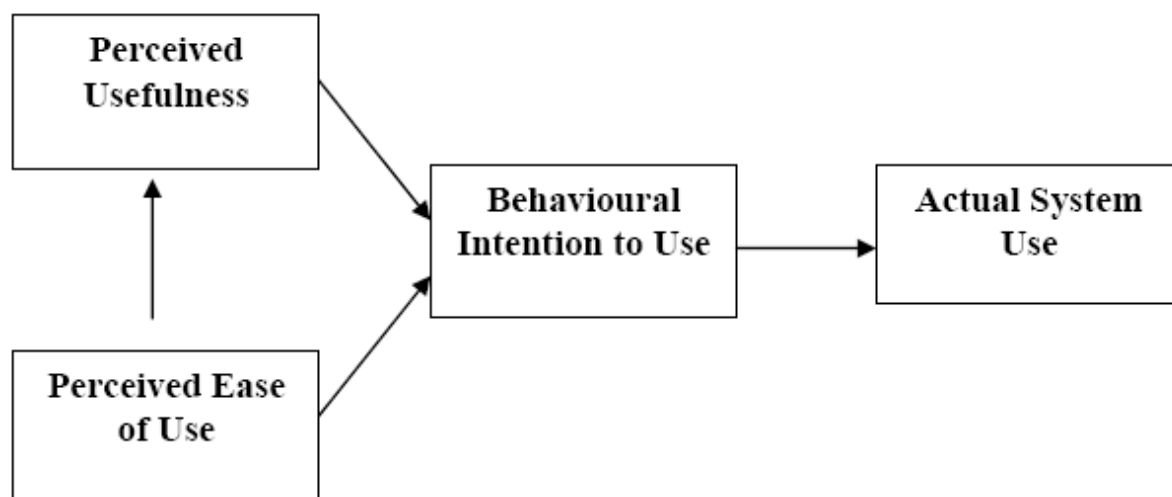 Perceived
Usefulness
Behavioural
Intention to Use
Actual System
Use
Perceived Ease
of Use